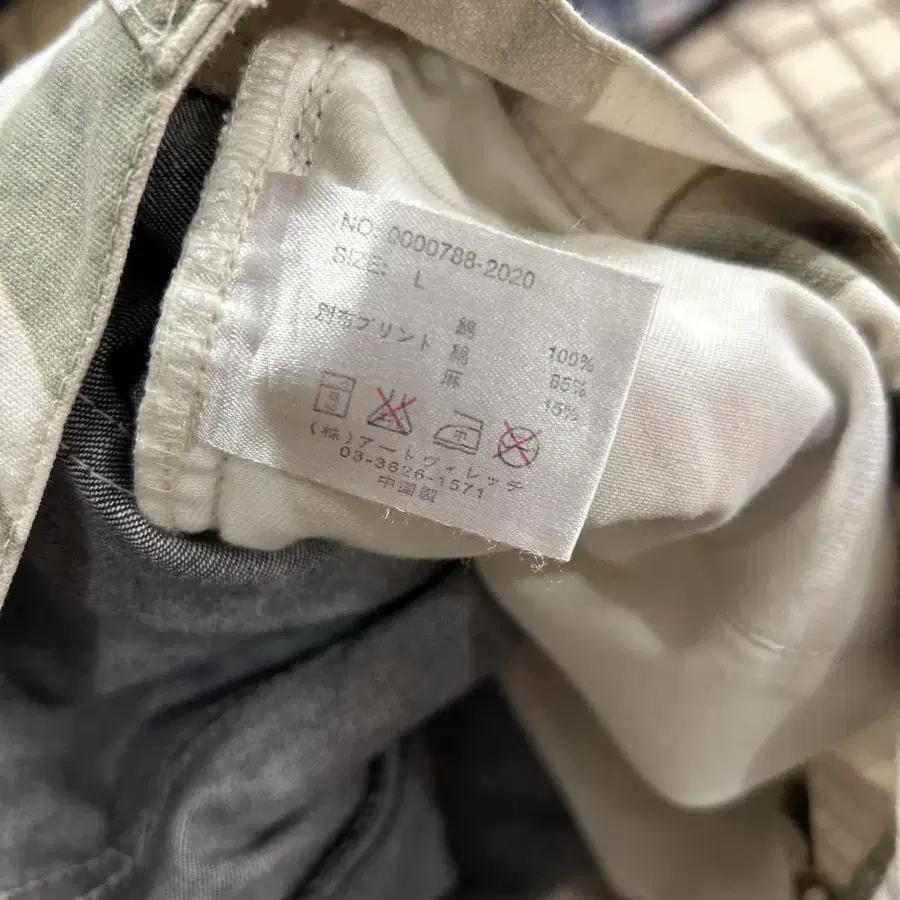 NO: 0000788-2020
SIZE: L
綿 100%
別布プリント 綿 85%
麻 15%
(株)アートヴィレッヂ
03-3626-1571
中国製